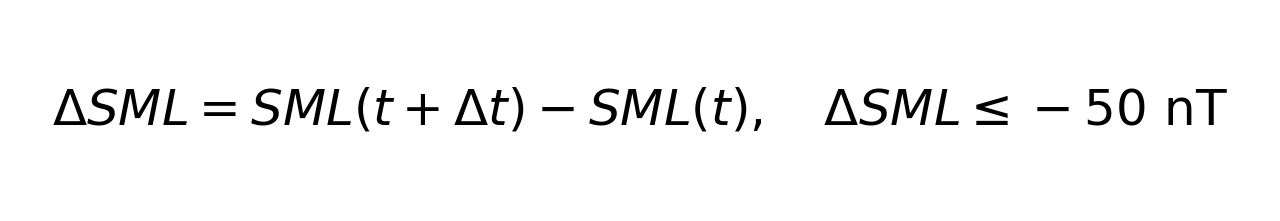 ΔSML = SML(t + Δt) − SML(t), ΔSML ≤ −50 nT